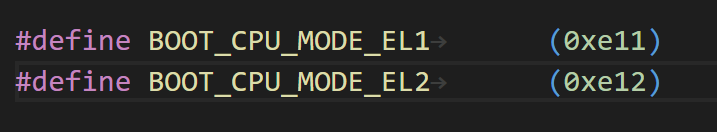 #define BOOT_CPU_MODE_EL1	(0xe11)
#define BOOT_CPU_MODE_EL2	(0xe12)